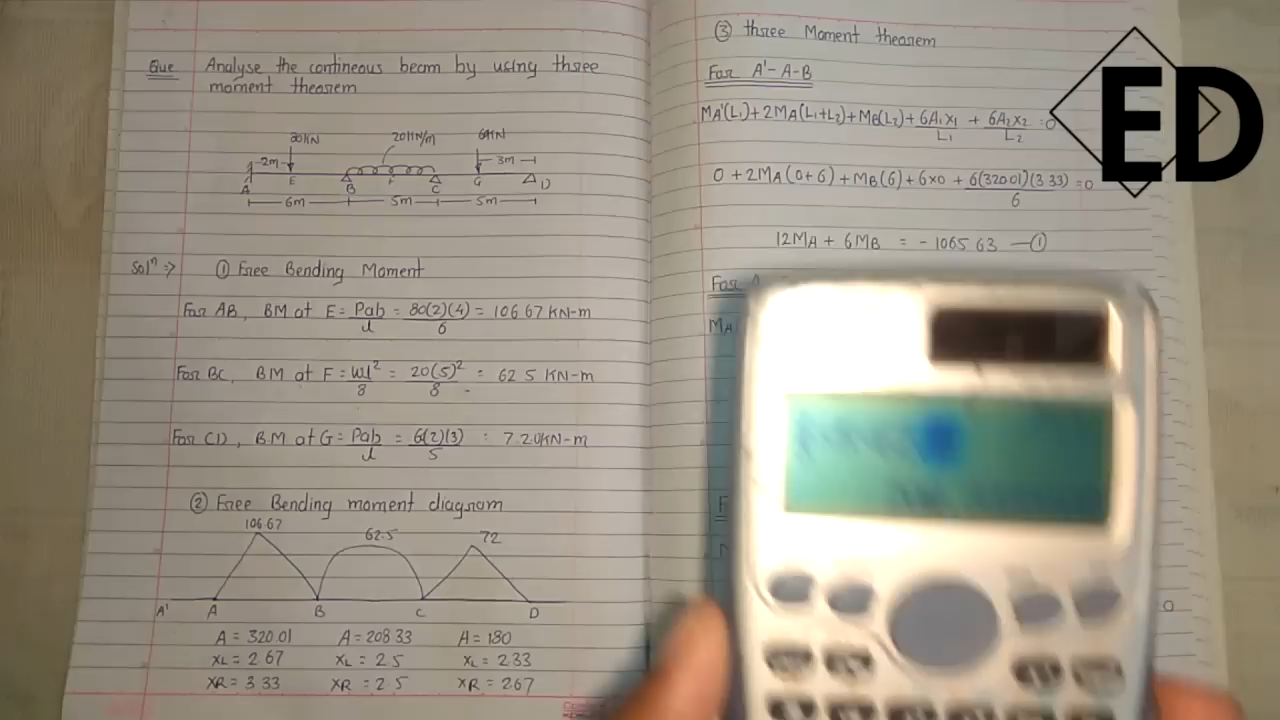 Que Analyse the contineous beam by using three
moment theorem
80KN 20KN/m 60KN
2m 3m
A E B F C G D
6m 5m 5m
Solⁿ ⇒ ① Free Bending Moment
For AB, BM at E = Pab/l = 80(2)(4)/6 = 106.67 KN-m
For BC, BM at F = wl²/8 = 20(5)²/8 = 62.5 KN-m
For CD, B.M at G = Pab/l = 6(2)(3)/5 = 7.20KN-m
② Free Bending moment diagram
106.67 62.5 72
A' A B C D
A = 320.01 A = 208.33 A = 180
XL = 2.67 XL = 2.5 XL = 2.33
XR = 3.33 XR = 2.5 XR = 2.67
③ three Moment theorem
For A'-A-B
MA'(L1)+2MA(L1+L2)+MB(L2)+6A1X1/L1 + 6A2X2/L2 = 0
0 + 2MA(0+6)+MB(6)+6×0 + 6(320.01)(3.33)/6 = 0
12MA + 6MB = -1065.63 —①
For A
MA
0
ED